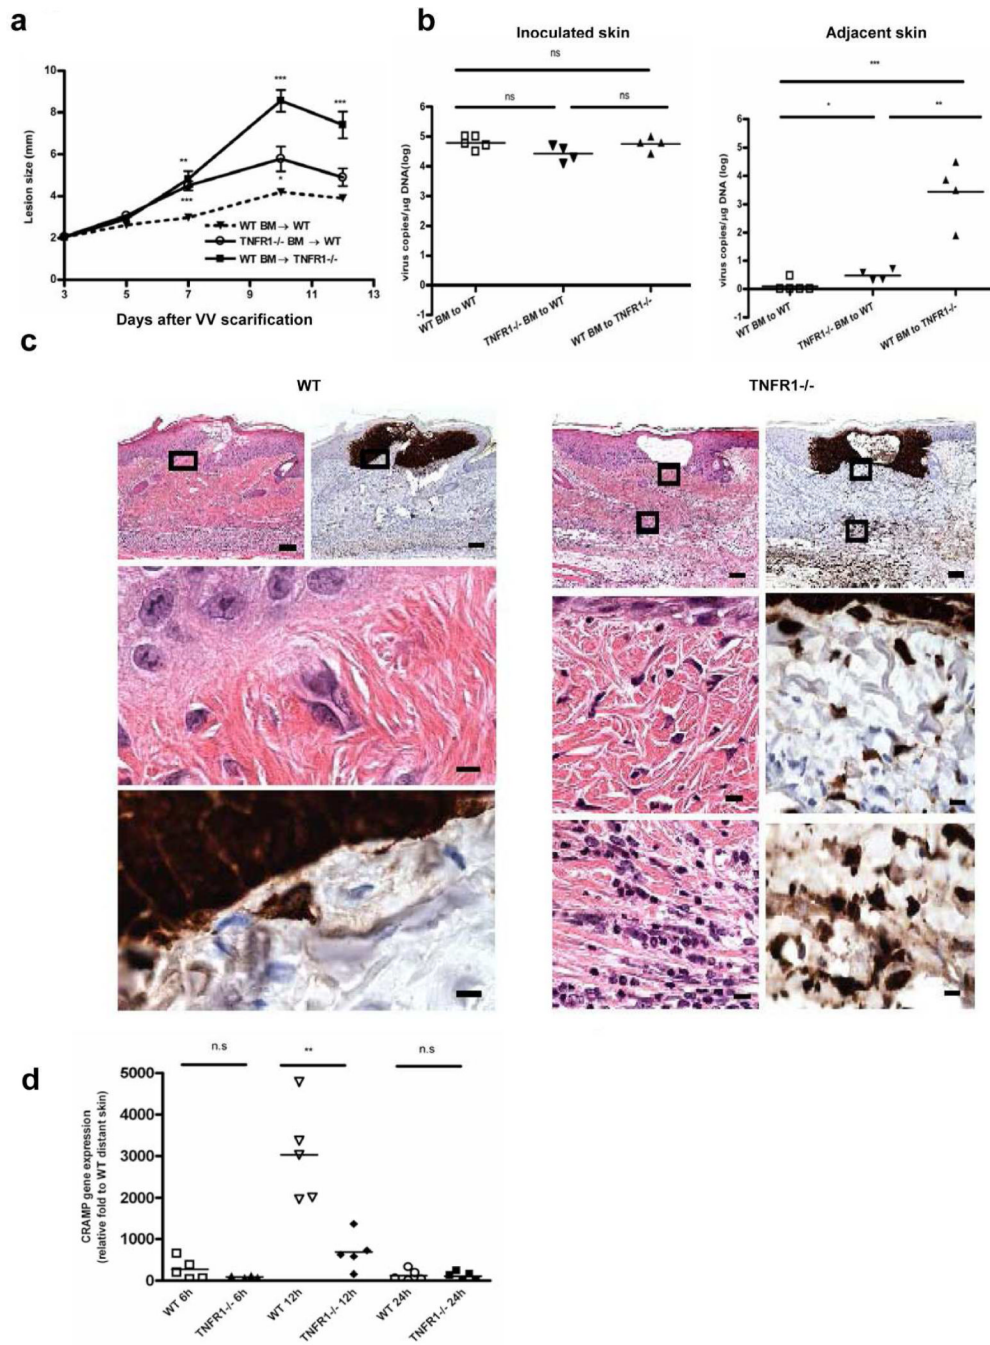 a
10
8
6
4
2
0
Lesion size (mm)
***
***
**
***
*
WT BM → WT
TNFR1-/- BM → WT
WT BM → TNFR1-/-
3
5
7
9
11
13
Days after VV scarification
b
Inoculated skin
ns
ns
ns
6
5
4
3
2
1
0
-1
virus copies/µg DNA(log)
WT BM to WT
TNFR1-/- BM to WT
WT BM to TNFR1-/-
Adjacent skin
***
*
**
6
5
4
3
2
1
0
-1
virus copies/µg DNA (log)
WT BM to WT
TNFR1-/- BM to WT
WT BM to TNFR1-/-
c
WT
TNFR1-/-
d
n.s
**
n.s
5000
4000
3000
2000
1000
0
CRAMP gene expression
(relative fold to WT distant skin)
WT 6h
TNFR1-/- 6h
WT 12h
TNFR1-/- 12h
WT 24h
TNFR1-/- 24h